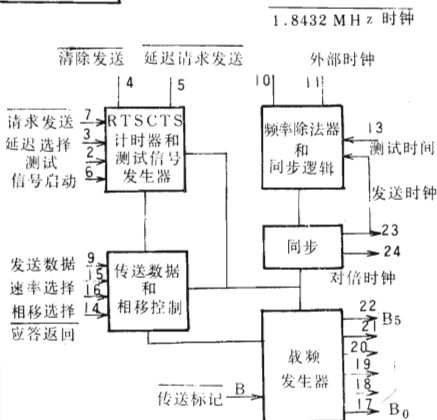 1.8432 MHz 时钟
清除发送 延迟请求发送 外部时钟
4 5 10 11
请求发送 7 RTSCTS
延迟选择 3 计时器和
测试 2 测试信号
信号启动 6 发生器
频率除法器
和
同步逻辑
13
测试时间
发送时钟
同步
23
24
对倍时钟
发送数据 9
速率选择 15
16
相移选择 14
应答返回
传送数据
和
相移控制
载频
发生器
22 B5
21
20
19
18
17 B0
传送标记 B